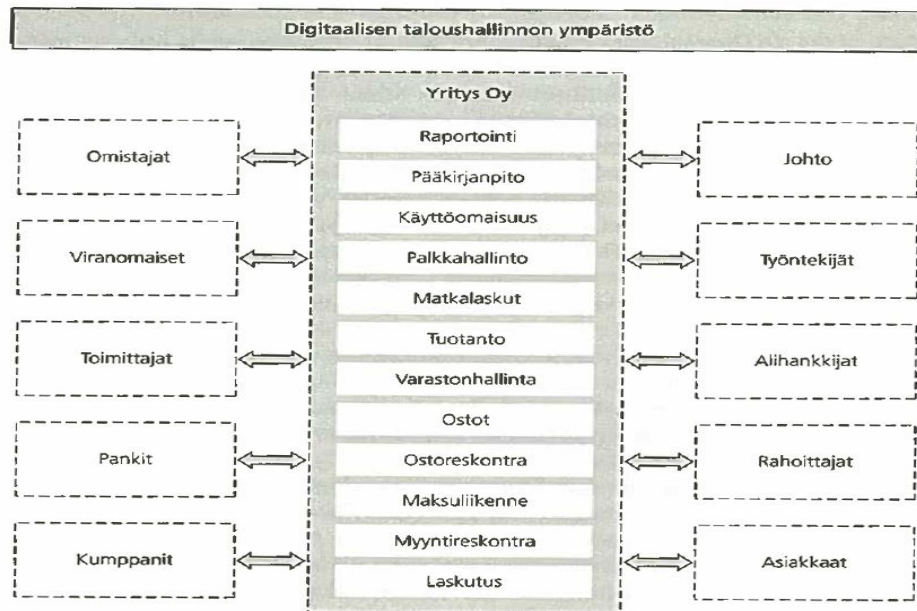 Digitaalisen taloushallinnon ympäristö
Yritys Oy
Omistajat
Viranomaiset
Toimittajat
Pankit
Kumppanit
Raportointi
Pääkirjanpito
Käyttöomaisuus
Palkkahallinto
Matkalaskut
Tuotanto
Varastonhallinta
Ostot
Ostoreskontra
Maksuliikenne
Myyntireskontra
Laskutus
Johto
Työntekijät
Alihankkijat
Rahoittajat
Asiakkaat